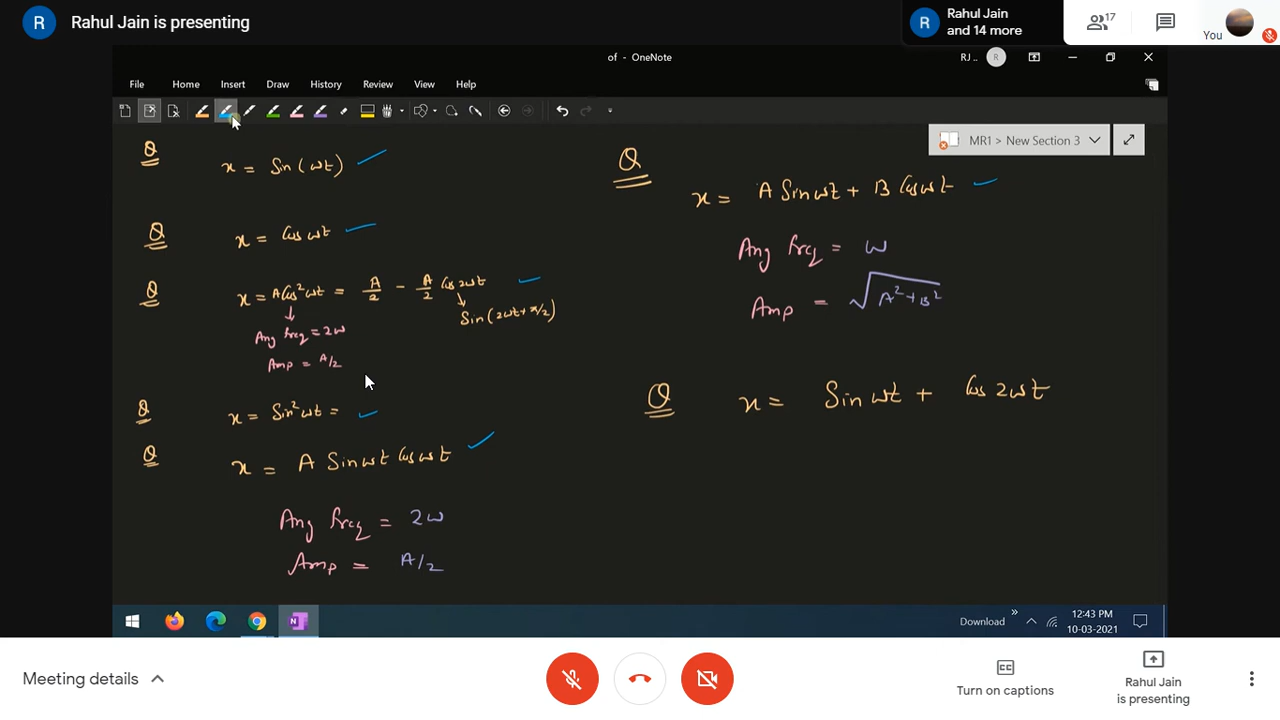 R Rahul Jain is presenting
R Rahul Jain
and 14 more
17
You
of - OneNote
RJ .. R
File Home Insert Draw History Review View Help
MR1 > New Section 3
Q x = Sin(ωt)
Q x = Cos ωt
Q x = A Cos²ωt = A/2 - A/2 Cos 2ωt
Sin(2ωt+π/2)
Ang freq = 2ω
Amp = A/2
Q x = Sin²ωt =
Q x = A Sinωt Cosωt
Ang freq = 2ω
Amp = A/2
Q
x = A Sinωt + B Cosωt
Ang freq = ω
Amp = √A²+B²
Q x = Sin ωt + Cos 2ωt
Download
12:43 PM
10-03-2021
Meeting details
CC
Turn on captions
Rahul Jain
is presenting